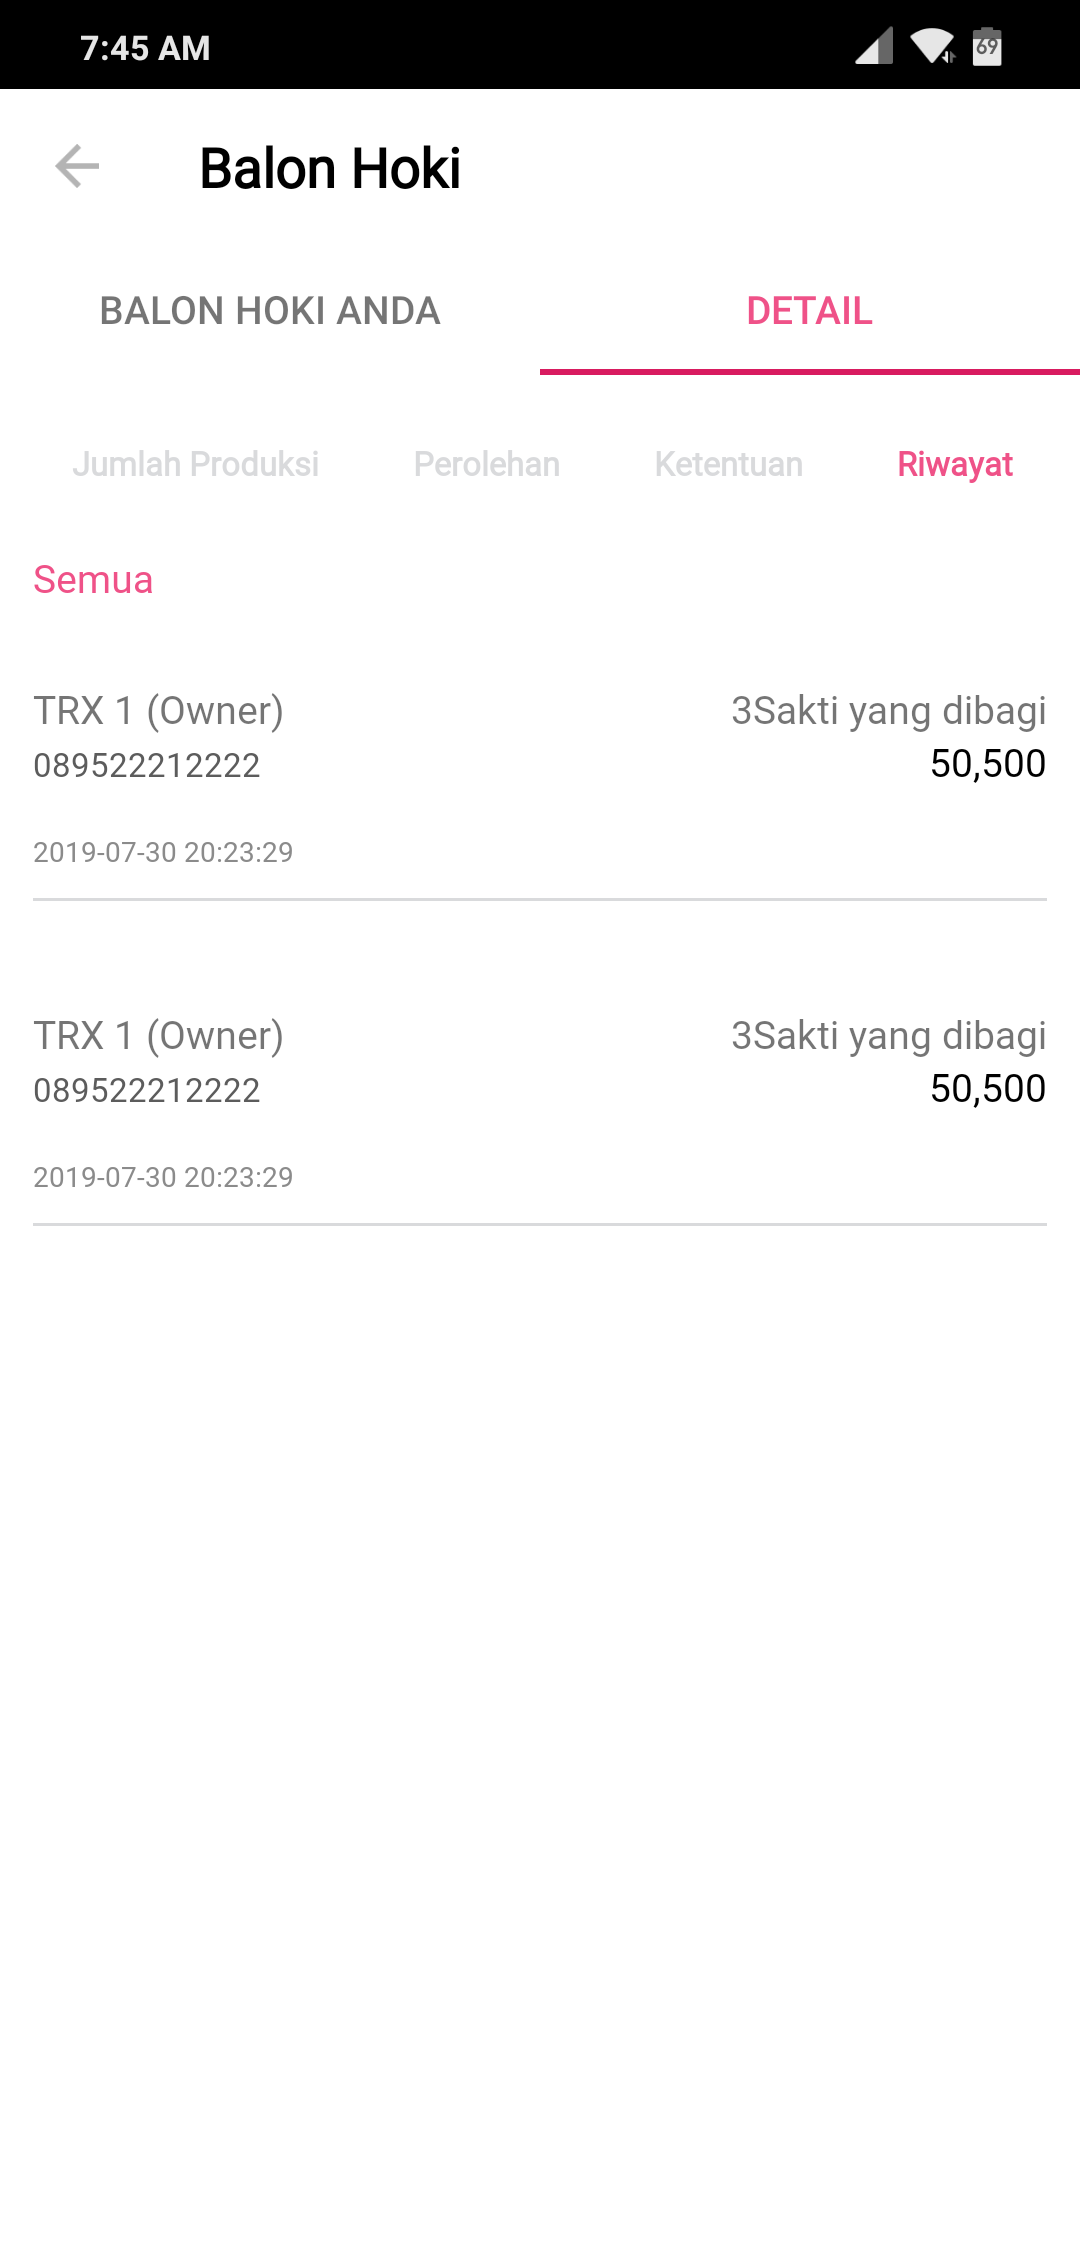 7:45 AM
69
Balon Hoki
BALON HOKI ANDA
DETAIL
Jumlah Produksi
Perolehan
Ketentuan
Riwayat
Semua
TRX 1 (Owner)
3Sakti yang dibagi
089522212222
50,500
2019-07-30 20:23:29
TRX 1 (Owner)
3Sakti yang dibagi
089522212222
50,500
2019-07-30 20:23:29